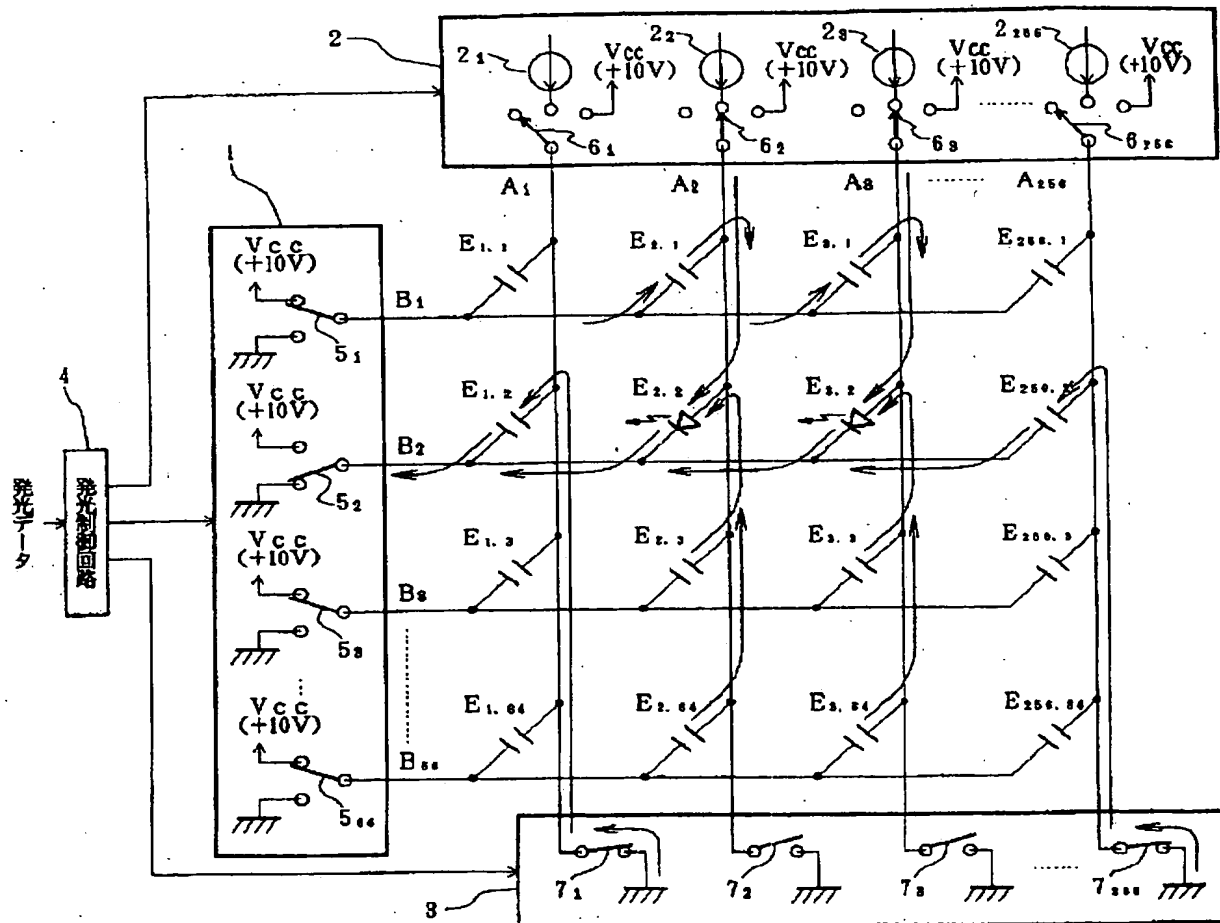 2
2₁
Vcc
(+10V)
2₂
Vcc
(+10V)
2₃
Vcc
(+10V)
2₂₅₆
Vcc
(+10V)
6₁
6₂
6₃
6₂₅₆
A₁
A₂
A₃
A₂₅₆
1
Vcc
(+10V)
5₁
B₁
E₁.₁
E₂.₁
E₃.₁
E₂₅₆.₁
4
発光データ
発光制御回路
Vcc
(+10V)
5₂
B₂
E₁.₂
E₂.₂
E₃.₂
Vcc
(+10V)
5₃
B₃
E₁.₃
E₂.₃
E₃.₃
Vcc
(+10V)
5₆₄
E₁.₆₄
E₂.₆₄
E₃.₆₄
E₂₅₆.₆₄
7₁
7₂
7₃
7₂₅₆
3